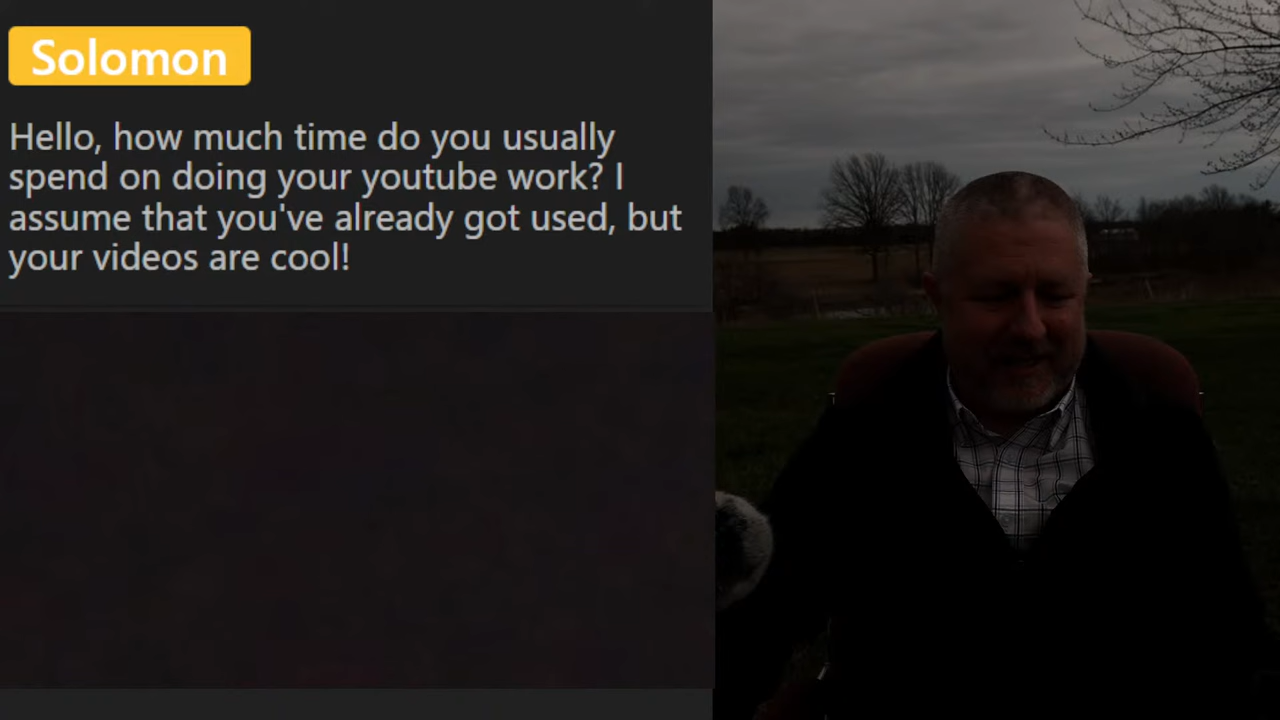 Solomon
Hello, how much time do you usually
spend on doing your youtube work? I
assume that you've already got used, but
your videos are cool!